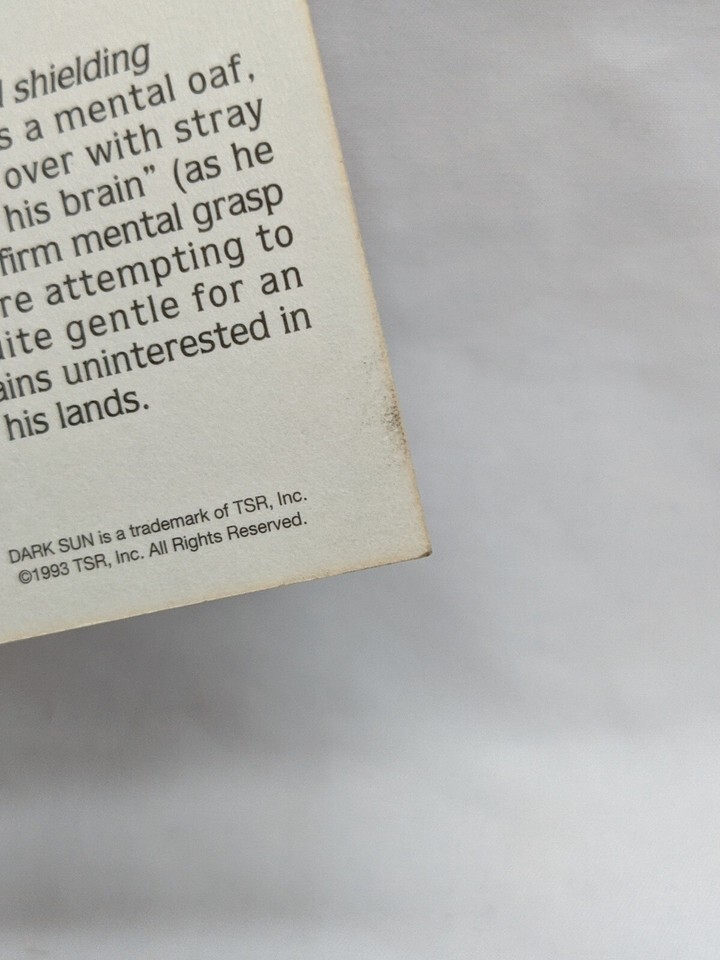 shielding
s a mental oaf,
over with stray
his brain” (as he
firm mental grasp
re attempting to
ite gentle for an
ains uninterested in
his lands.
DARK SUN is a trademark of TSR, Inc.
©1993 TSR, Inc. All Rights Reserved.